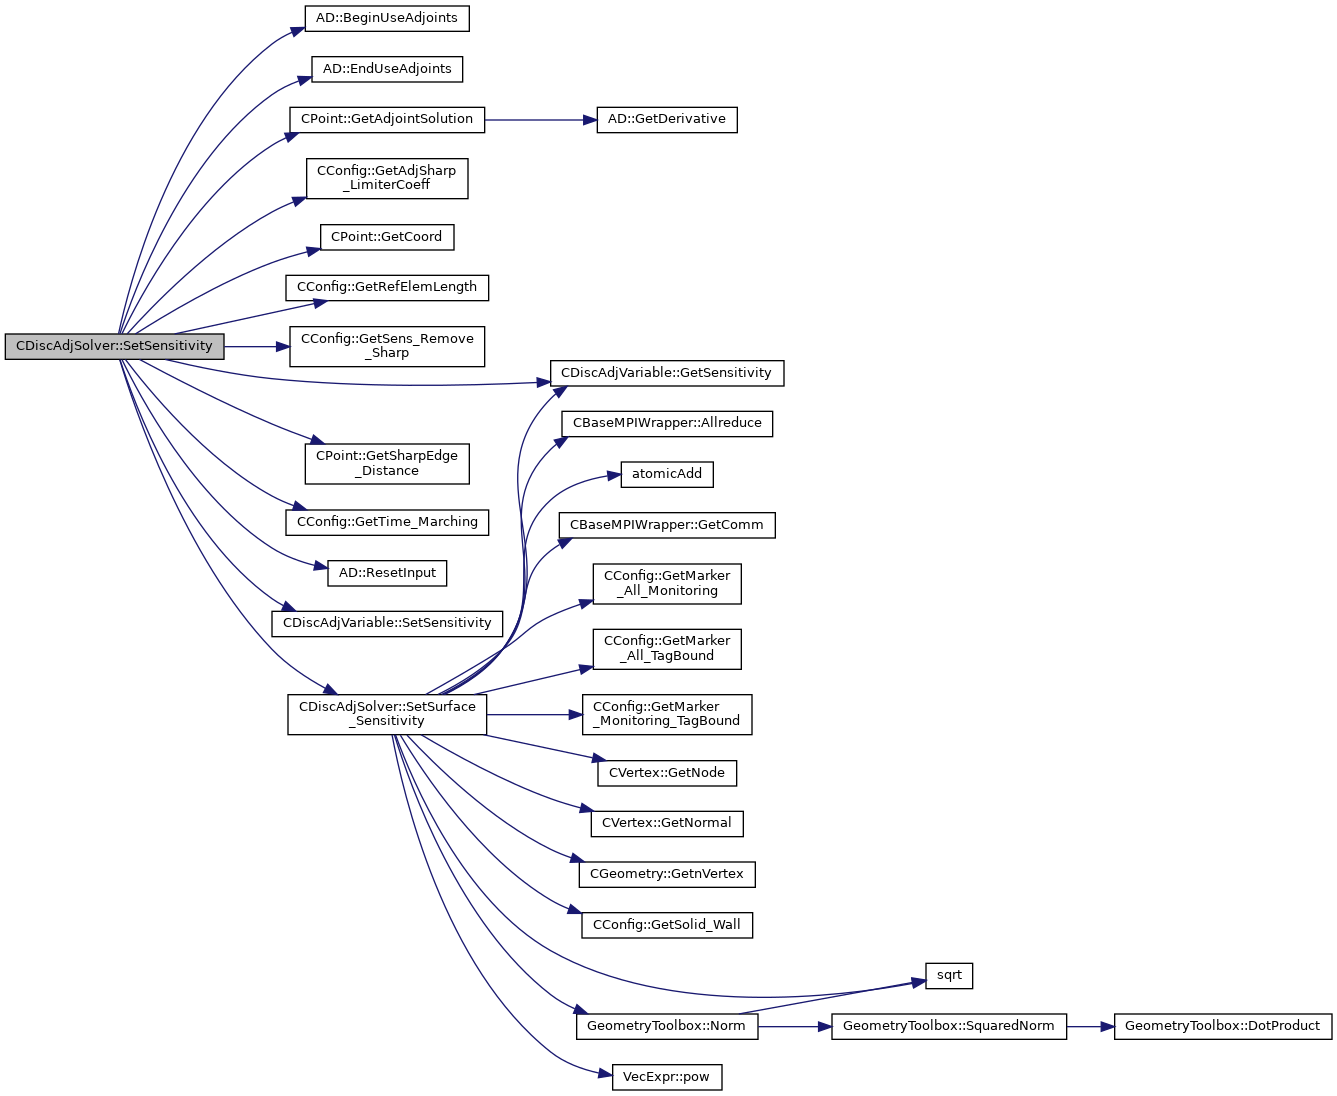 AD::BeginUseAdjoints
AD::EndUseAdjoints
CPoint::GetAdjointSolution
AD::GetDerivative
CConfig::GetAdjSharp
_LimiterCoeff
CPoint::GetCoord
CConfig::GetRefElemLength
CDiscAdjSolver::SetSensitivity
CConfig::GetSens_Remove
_Sharp
CDiscAdjVariable::GetSensitivity
CBaseMPIWrapper::Allreduce
CPoint::GetSharpEdge
_Distance
atomicAdd
CConfig::GetTime_Marching
CBaseMPIWrapper::GetComm
AD::ResetInput
CConfig::GetMarker
_All_Monitoring
CDiscAdjVariable::SetSensitivity
CConfig::GetMarker
_All_TagBound
CDiscAdjSolver::SetSurface
_Sensitivity
CConfig::GetMarker
_Monitoring_TagBound
CVertex::GetNode
CVertex::GetNormal
CGeometry::GetnVertex
CConfig::GetSolid_Wall
sqrt
GeometryToolbox::Norm
GeometryToolbox::SquaredNorm
GeometryToolbox::DotProduct
VecExpr::pow